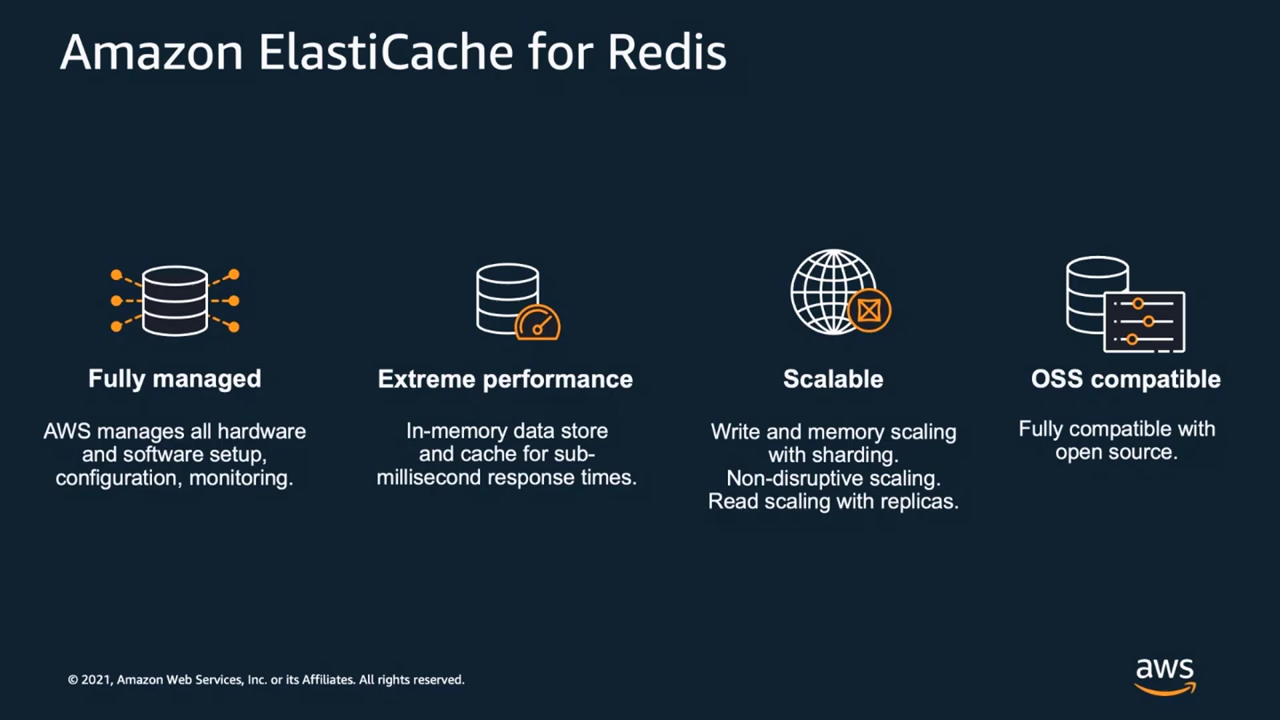 Amazon ElastiCache for Redis
Fully managed
AWS manages all hardware
and software setup,
configuration, monitoring.
Extreme performance
In-memory data store
and cache for sub-
millisecond response times.
Scalable
Write and memory scaling
with sharding.
Non-disruptive scaling.
Read scaling with replicas.
OSS compatible
Fully compatible with
open source.
© 2021, Amazon Web Services, Inc. or its Affiliates. All rights reserved.
aws